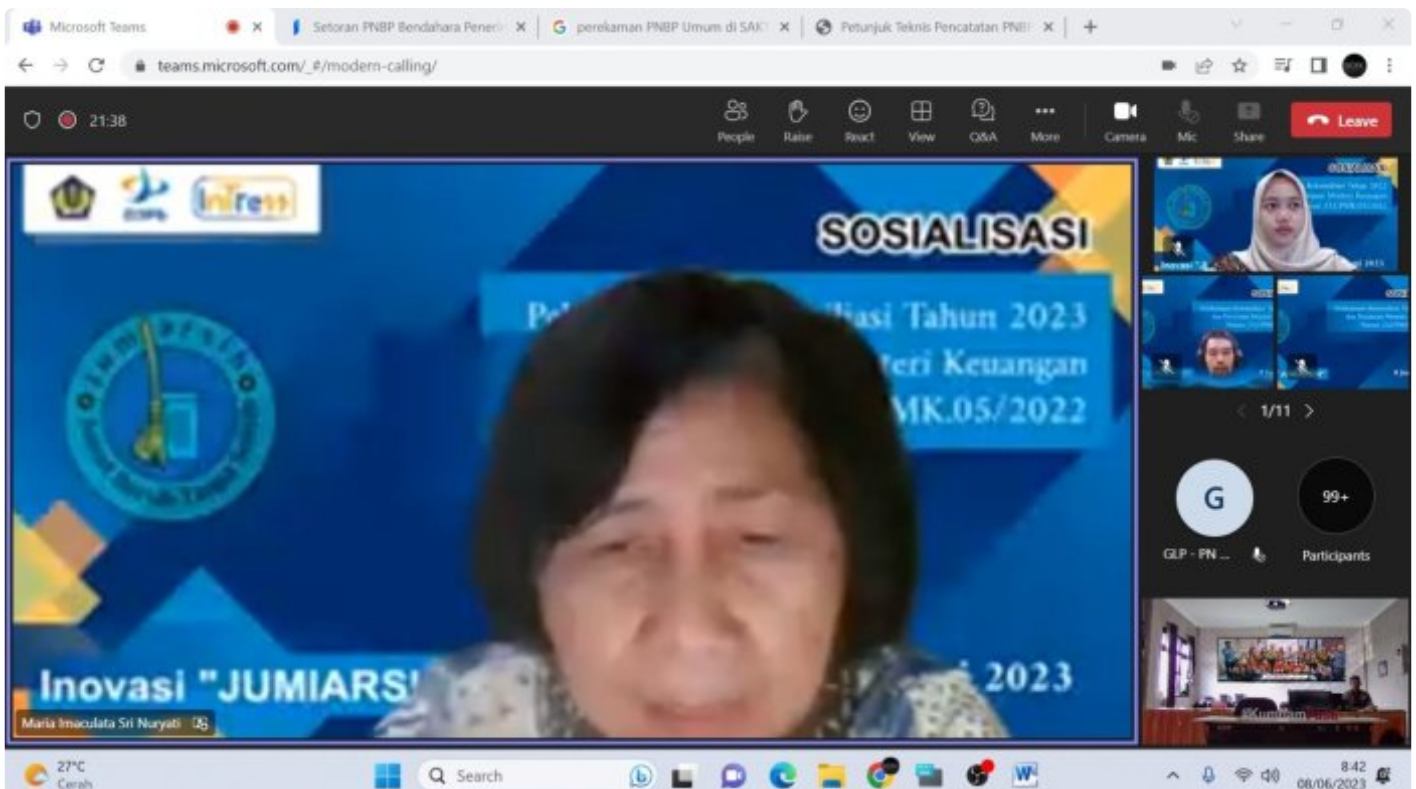 Microsoft Teams
Setoran PNBP Bendahara Peneri
perekaman PNBP Umum di SAKT
Petunjuk Teknis Pencatatan PNB
teams.microsoft.com/_#/modern-calling/
21:38
People
Raise
React
View
Q&A
More
Camera
Mic
Share
Leave
InTress
SOSIALISASI
iliasi Tahun 2023
teri Keuangan
MK.05/2022
Inovasi "JUMIARS
2023
Maria Imaculata Sri Nuryati
1/11
G
99+
GLP - PN ...
Participants
27°C
Cerah
Search
8:42
08/06/2023